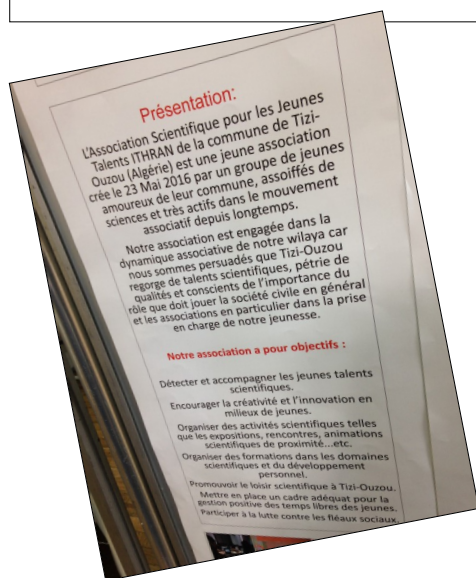 Présentation:
L'Association Scientifique pour les Jeunes
Talents ITHRAN de la commune de Tizi-
Ouzou (Algérie) est une jeune association
crée le 23 Mai 2016 par un groupe de jeunes
amoureux de leur commune, assoiffés de
sciences et très actifs dans le mouvement
associatif depuis longtemps.
Notre association est engagée dans la
dynamique associative de notre wilaya car
nous sommes persuadés que Tizi-Ouzou
regorge de talents scientifiques, pétrie de
qualités et conscients de l'importance du
rôle que doit jouer la société civile en général
et les associations en particulier dans la prise
en charge de notre jeunesse.
Notre association a pour objectifs :
Détecter et accompagner les jeunes talents
scientifiques.
Encourager la créativité et l'innovation en
milieux de jeunes.
Organiser des activités scientifiques telles
que les expositions, rencontres, animations
scientifiques de proximité...etc.
Organiser des formations dans les domaines
scientifiques et du développement
personnel.
Promouvoir le loisir scientifique à Tizi-Ouzou.
Mettre en place un cadre adéquat pour la
gestion positive des temps libres des jeunes.
Participer à la lutte contre les fléaux sociaux.